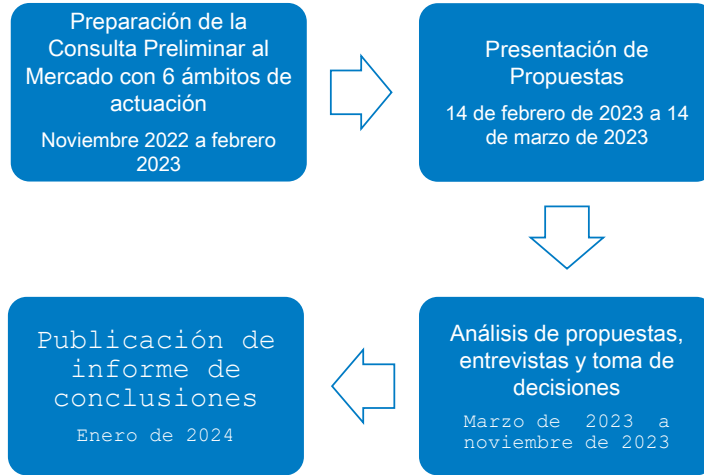 Preparación de la
Consulta Preliminar al
Mercado con 6 ámbitos de
actuación
Noviembre 2022 a febrero
2023
Presentación de
Propuestas
14 de febrero de 2023 a 14
de marzo de 2023
Análisis de propuestas,
entrevistas y toma de
decisiones
Marzo de 2023 a
noviembre de 2023
Publicación de
informe de
conclusiones
Enero de 2024